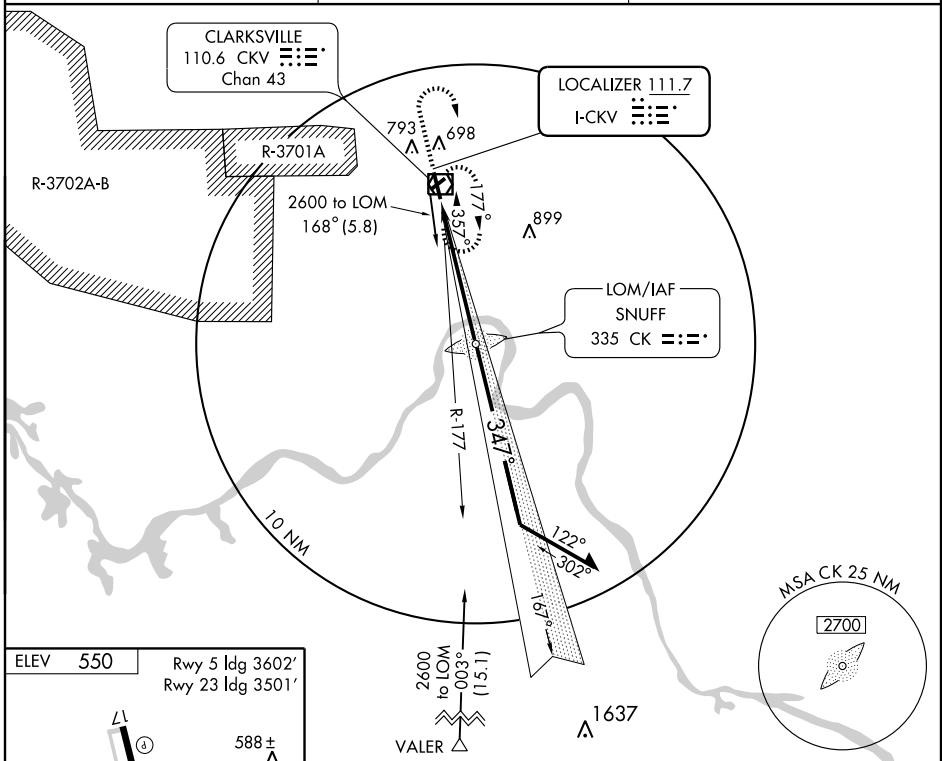 CLARKSVILLE
110.6 CKV
Chan 43
LOCALIZER 111.7
I-CKV
793
698
R-3701A
R-3702A-B
2600 to LOM
168° (5.8)
177°
357°
899
LOM/IAF
SNUFF
335 CK
R-177
347°
10 NM
122°
302°
167°
MSA CK 25 NM
2700
2600
to LOM
003°
(15.1)
VALER
1637
ELEV 550
Rwy 5 ldg 3602'
Rwy 23 ldg 3501'
17
P
588 ±